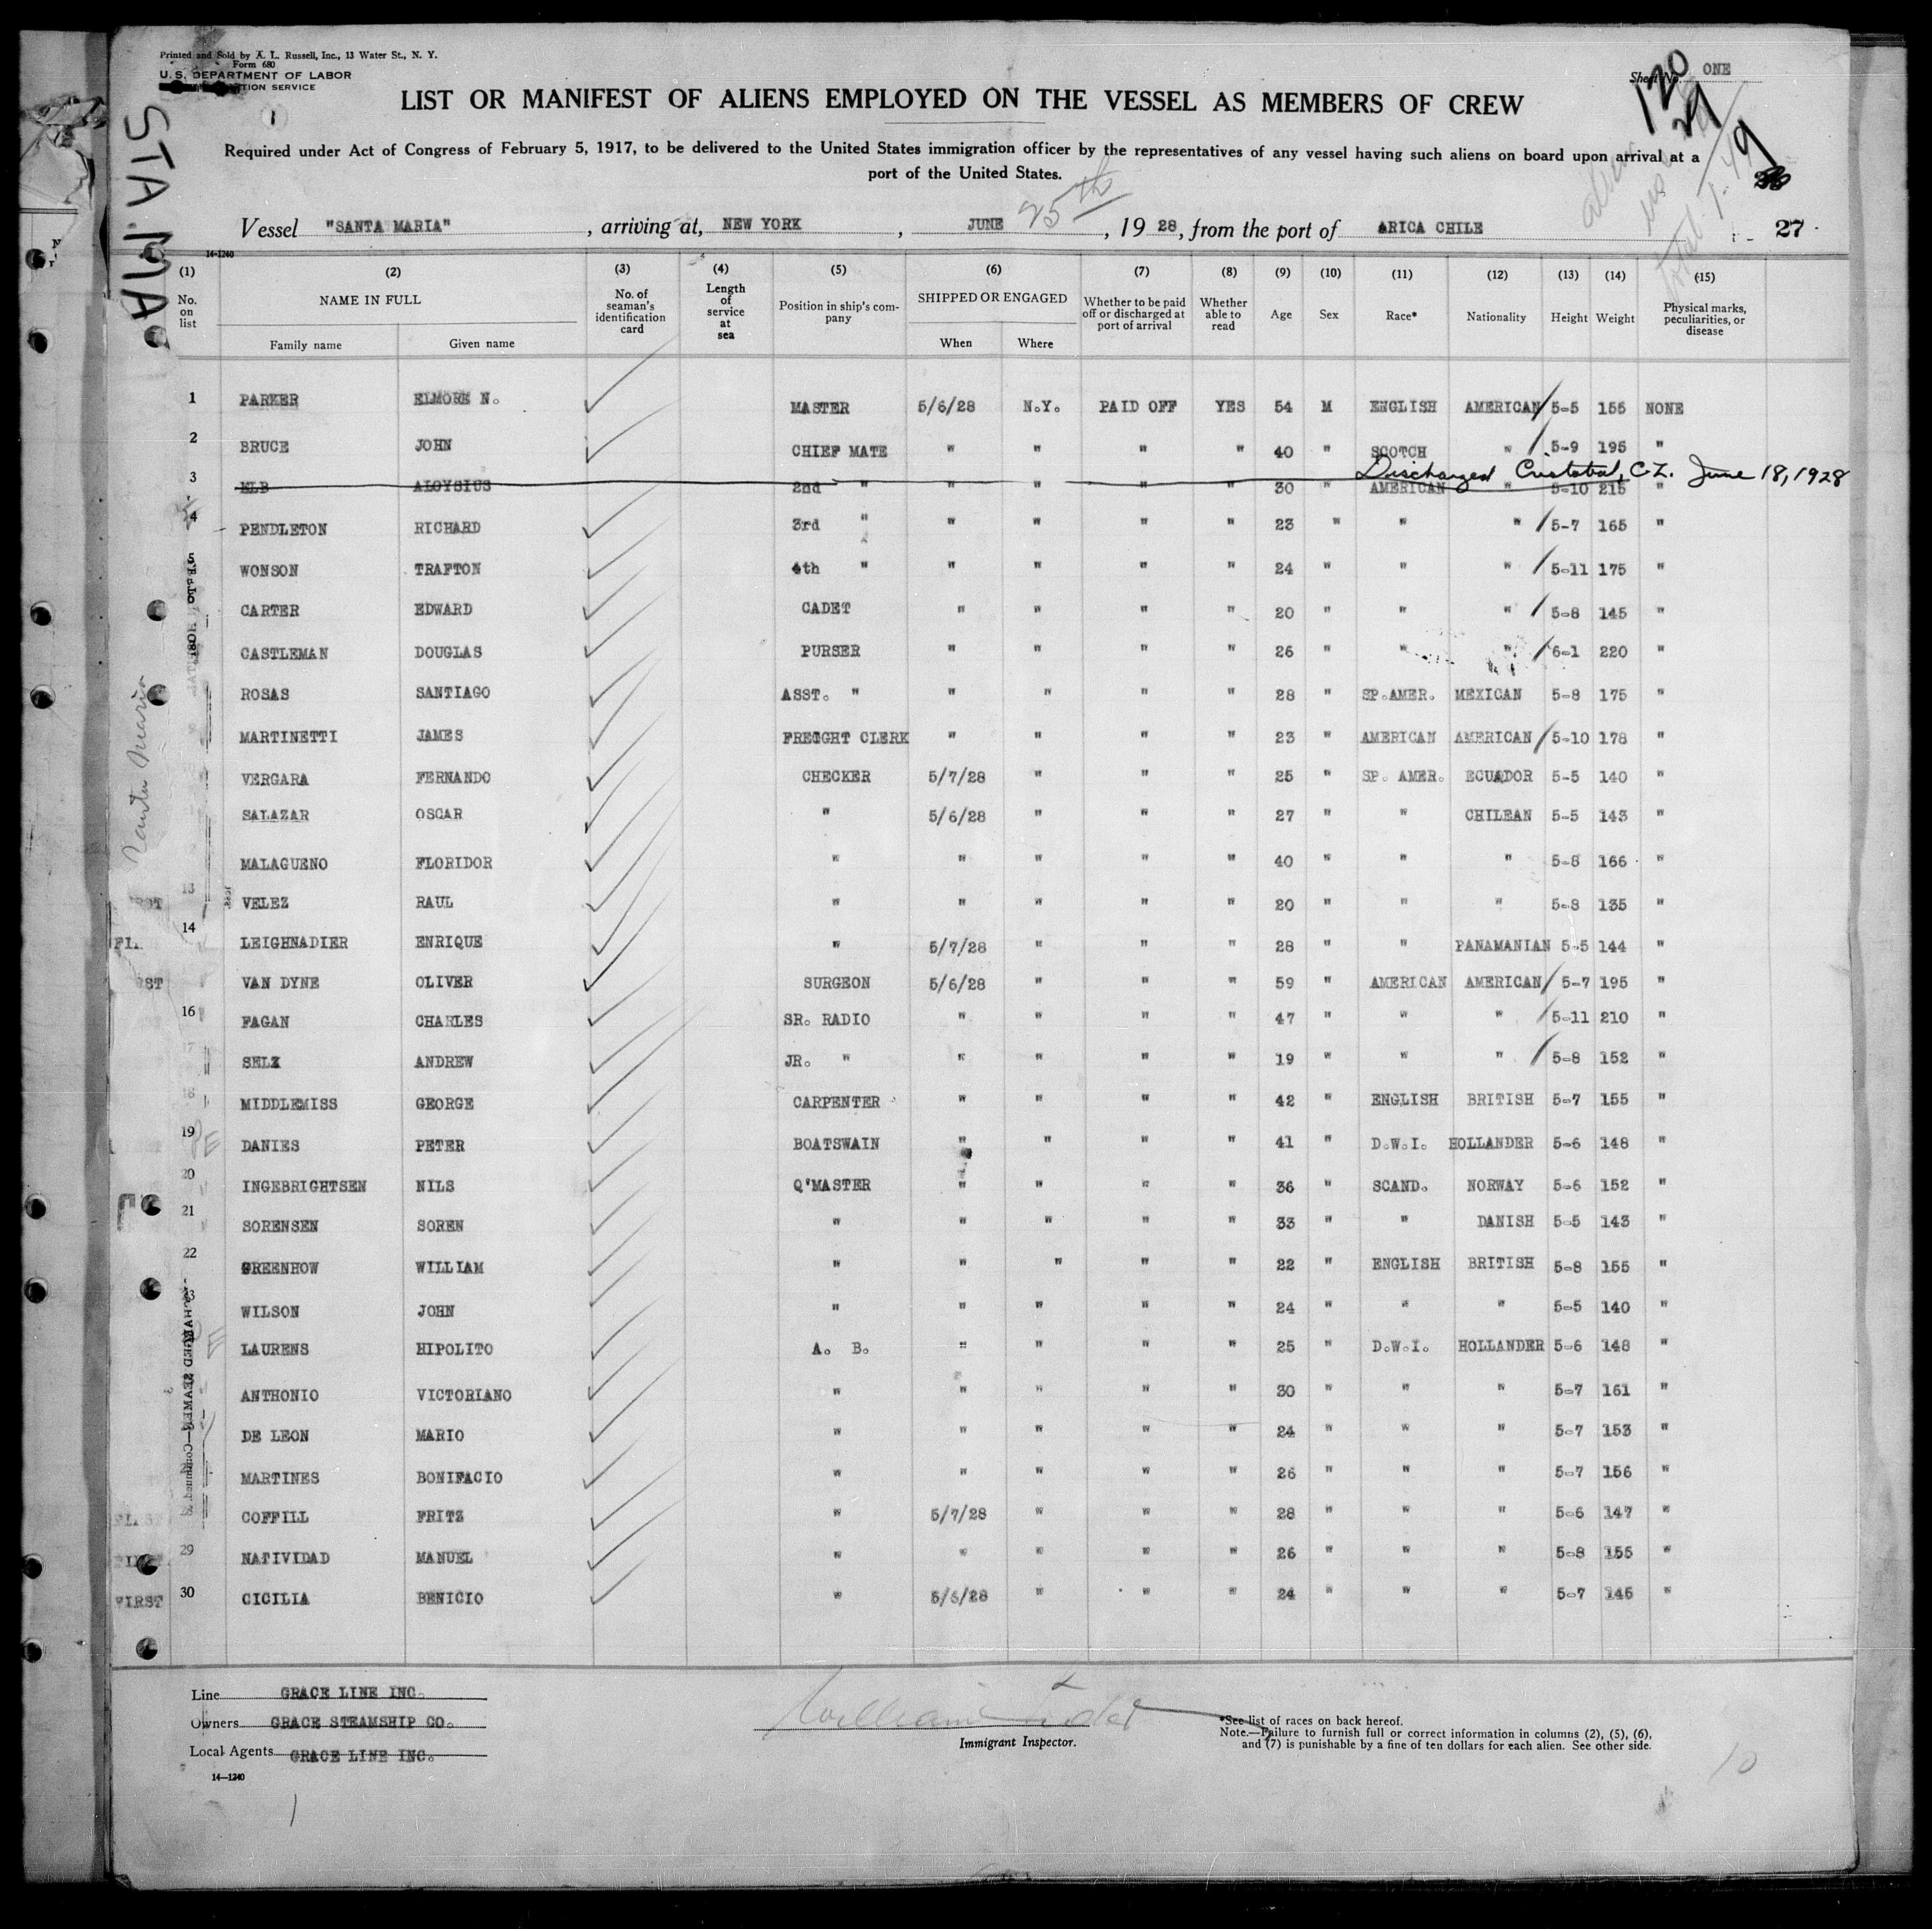 Printed and Sold by A. L. Russell, Inc., 13 Water St., N. Y.
Form 680
U. S. DEPARTMENT OF LABOR
SERVICE
Sheet No. ONE
STA. MA
1
LIST OR MANIFEST OF ALIENS EMPLOYED ON THE VESSEL AS MEMBERS OF CREW
120
29
Required under Act of Congress of February 5, 1917, to be delivered to the United States immigration officer by the representatives of any vessel having such aliens on board upon arrival at a
port of the United States.
Vessel "SANTA MARIA", arriving at, NEW YORK, JUNE 25th, 1928, from the port of ARICA CHILE 27
14-1240
(1) (2) (3) (4) (5) (6) (7) (8) (9) (10) (11) (12) (13) (14) (15)
No. on list NAME IN FULL No. of seaman's identification card Length of service at sea Position in ship's company SHIPPED OR ENGAGED Whether to be paid off or discharged at port of arrival Whether able to read Age Sex Race* Nationality Height Weight Physical marks, peculiarities, or disease
Family name Given name When Where
1 PARKER ELMORE N. MASTER 5/6/28 N.Y. PAID OFF YES 54 M ENGLISH AMERICAN 5-5 155 NONE
2 BRUCE JOHN CHIEF MATE " " " " 40 " SCOTCH " 5-9 195 "
Discharged Cristobal, C.Z. June 18, 1928
3 ELB ALOYSIUS 2nd " " " " " 30 " AMERICAN " 5-10 215 "
4 PENDLETON RICHARD 3rd " " " " " 23 " " " 5-7 165 "
5 WONSON TRAFTON 4th " " " " " 24 " " " 5-11 175 "
CARTER EDWARD CADET " " " " 20 " " " 5-8 145 "
CASTLEMAN DOUGLAS PURSER " " " " 26 " " " 6-1 220 "
ROSAS SANTIAGO ASST. " " " " " 28 " SP.AMER. MEXICAN 5-8 175 "
MARTINETTI JAMES FREIGHT CLERK " " " " 23 " AMERICAN AMERICAN 5-10 178 "
VERGARA FERNANDO CHECKER 5/7/28 " " " 25 " SP. AMER. ECUADOR 5-5 140 "
SALAZAR OSCAR " 5/6/28 " " " 27 " " CHILEAN 5-5 143 "
MALAGUENO FLORIDOR " " " " " 40 " " " 5-8 166 "
13 VELEZ RAUL " " " " " 20 " " " 5-8 135 "
14 LEIGHNADIER ENRIQUE " 5/7/28 " " " 28 " " PANAMANIAN 5-5 144 "
VAN DYNE OLIVER SURGEON 5/6/28 " " " 59 " AMERICAN AMERICAN 5-7 195 "
16 FAGAN CHARLES SR. RADIO " " " " 47 " " " 5-11 210 "
17 SELZ ANDREW JR. " " " " " 19 " " " 5-8 152 "
18 MIDDLEMISS GEORGE CARPENTER " " " " 42 " ENGLISH BRITISH 5-7 155 "
19 DANIES PETER BOATSWAIN " " " " 41 " D.W.I. HOLLANDER 5-6 148 "
20 INGEBRIGHTSEN NILS Q'MASTER " " " " 36 " SCAND. NORWAY 5-6 152 "
21 SORENSEN SOREN " " " " " 33 " " DANISH 5-5 143 "
22 GREENHOW WILLIAM " " " " " 22 " ENGLISH BRITISH 5-8 155 "
3 WILSON JOHN " " " " " 24 " " " 5-5 140 "
LAURENS HIPOLITO A. B. " " " " 25 " D.W.I. HOLLANDER 5-6 148 "
ANTHONIO VICTORIANO " " " " " 30 " " " 5-7 161 "
DE LEON MARIO " " " " " 24 " " " 5-7 153 "
MARTINES BONIFACIO " " " " " 26 " " " 5-7 156 "
28 COFFILL FRITZ " 5/7/28 " " " 28 " " " 5-6 147 "
29 NATIVIDAD MANUEL " " " " " 26 " " " 5-8 155 "
30 CICILIA BENICIO " 5/6/28 " " " 24 " " " 5-7 145 "
Santa Maria
FIRST
Line GRACE LINE INC.
Owners GRACE STEAMSHIP CO.
Local Agents GRACE LINE INC.
14-1240
William
Immigrant Inspector.
*See list of races on back hereof.
Note.—Failure to furnish full or correct information in columns (2), (5), (6),
and (7) is punishable by a fine of ten dollars for each alien. See other side.
10
1